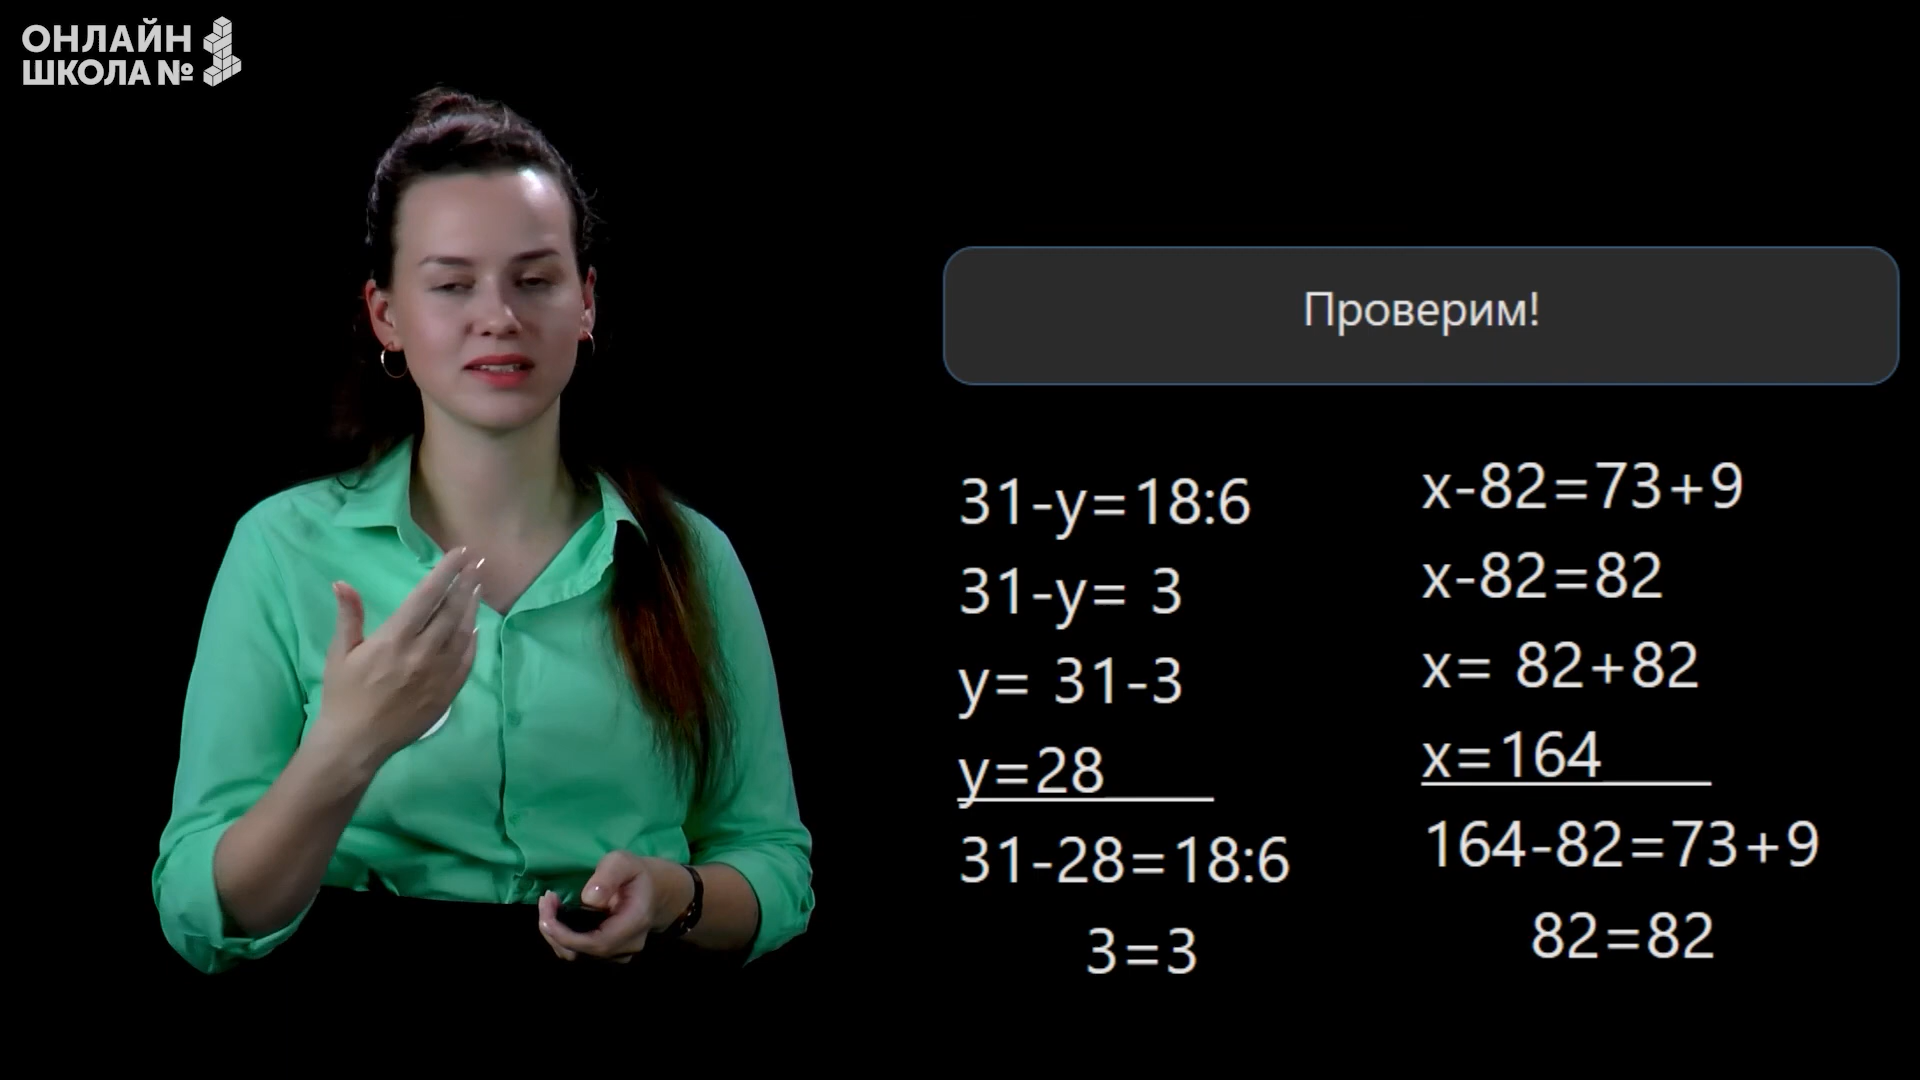 ОНЛАЙН
ШКОЛА №1
Проверим!
31-у=18:6
31-у= 3
у= 31-3
у=28
31-28=18:6
3=3
х-82=73+9
х-82=82
х= 82+82
х=164
164-82=73+9
82=82